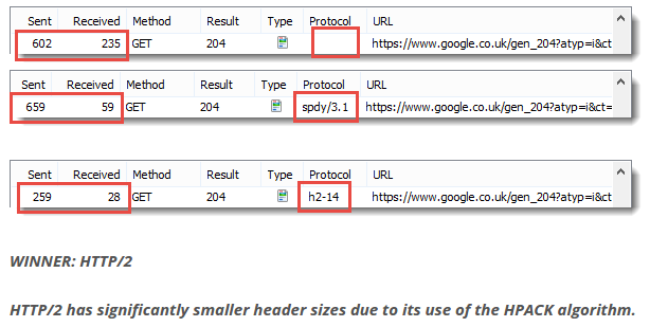 Sent Received Method Result Type Protocol URL
602 235 GET 204 https://www.google.co.uk/gen_204?atyp=i&ct
Sent Received Method Result Type Protocol URL
659 59 GET 204 spdy/3.1 https://www.google.co.uk/gen_204?atyp=i&ct=
Sent Received Method Result Type Protocol URL
259 28 GET 204 h2-14 https://www.google.co.uk/gen_204?atyp=i&ct
WINNER: HTTP/2
HTTP/2 has significantly smaller header sizes due to its use of the HPACK algorithm.